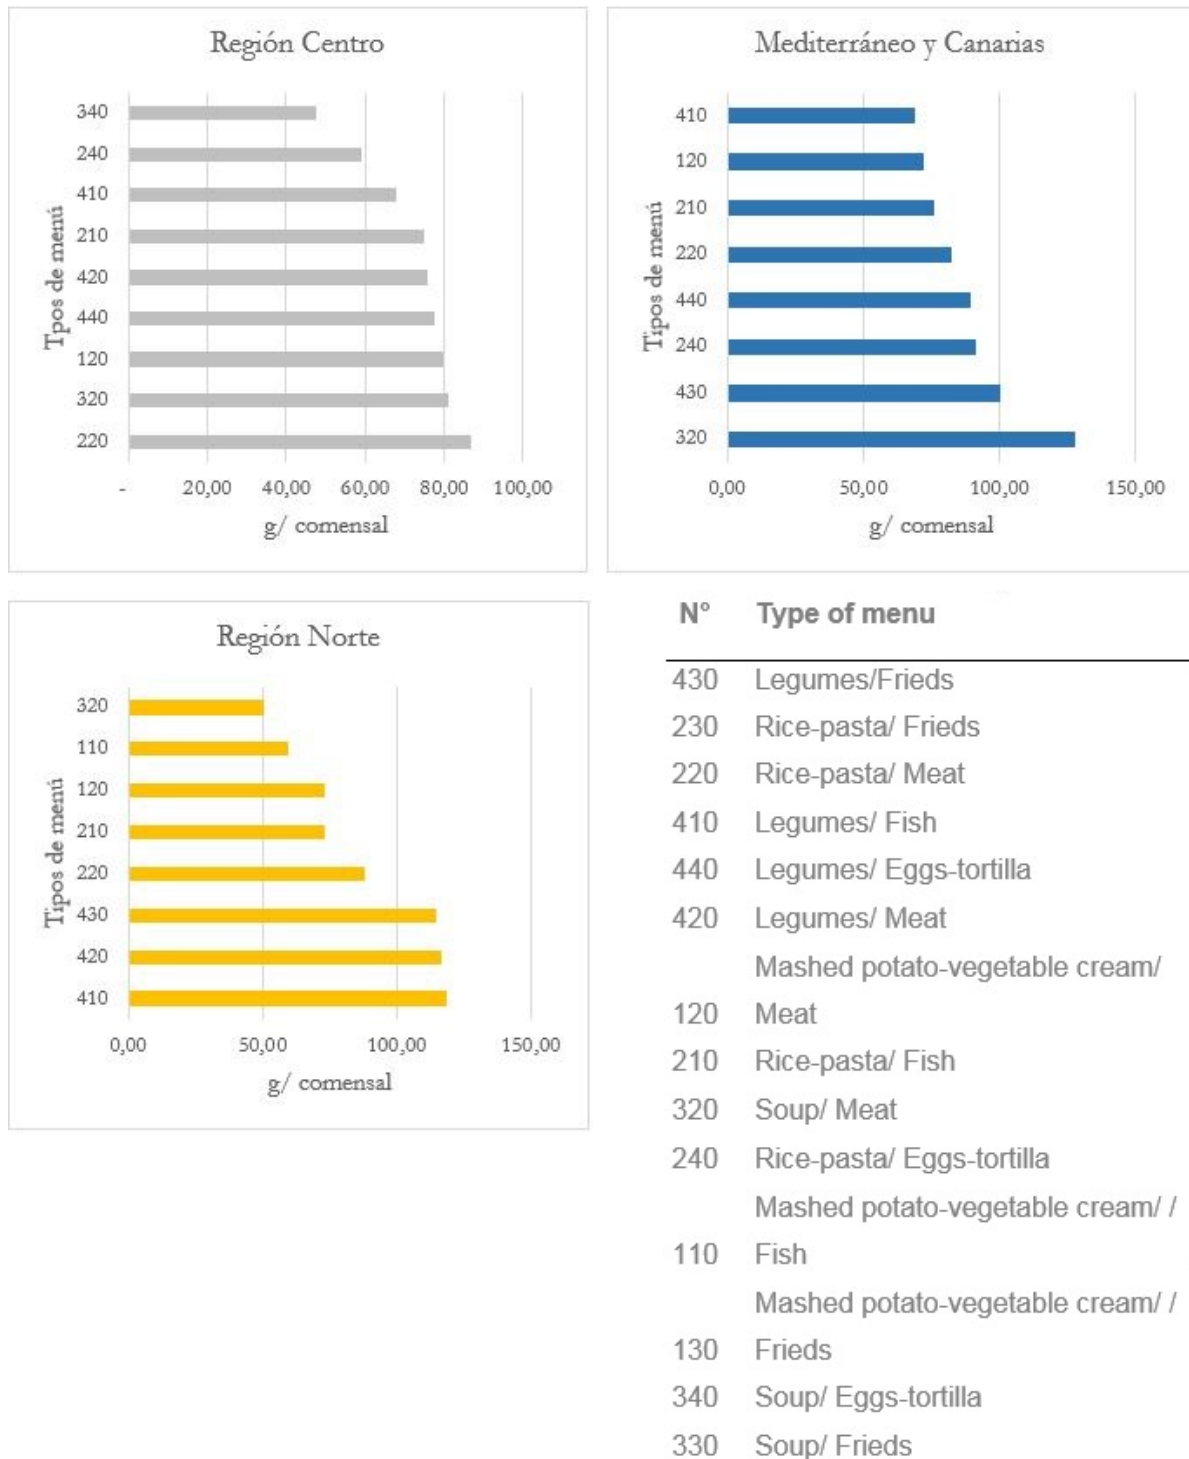 Región Centro
Tpos de menú
340
240
410
210
420
440
120
320
220
- 20,00 40,00 60,00 80,00 100,00
g/ comensal
Mediterráneo y Canarias
Tipos de menú
410
120
210
220
440
240
430
320
0,00 50,00 100,00 150,00
g/ comensal
Región Norte
Tipos de menú
320
110
120
210
220
430
420
410
0,00 50,00 100,00 150,00
g/ comensal
N° Type of menu
430 Legumes/Frieds
230 Rice-pasta/ Frieds
220 Rice-pasta/ Meat
410 Legumes/ Fish
440 Legumes/ Eggs-tortilla
420 Legumes/ Meat
Mashed potato-vegetable cream/
120 Meat
210 Rice-pasta/ Fish
320 Soup/ Meat
240 Rice-pasta/ Eggs-tortilla
Mashed potato-vegetable cream/ /
110 Fish
Mashed potato-vegetable cream/ /
130 Frieds
340 Soup/ Eggs-tortilla
330 Soup/ Frieds